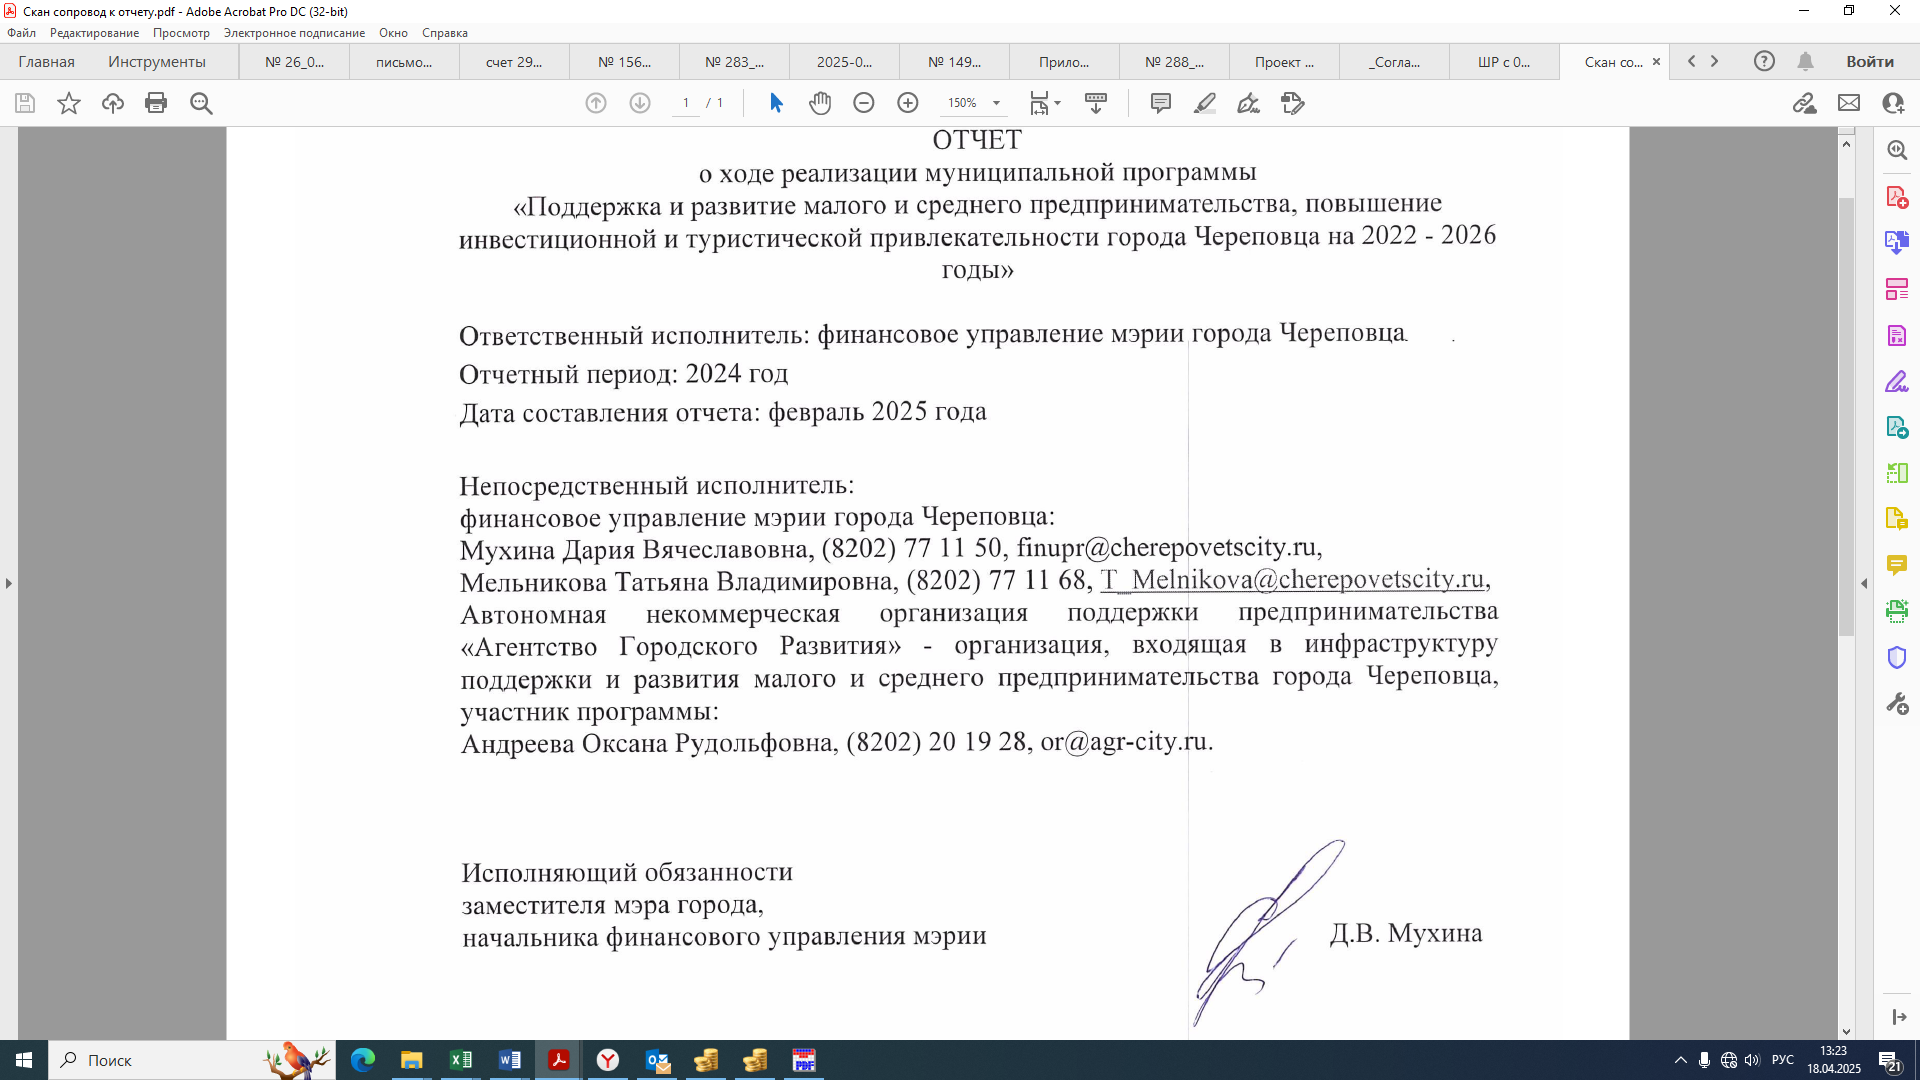 Скан сопровод к отчету.pdf - Adobe Acrobat Pro DC (32-bit)
Файл Редактирование Просмотр Электронное подписание Окно Справка
Главная Инструменты № 26_0... письмо... счет 29... № 156... № 283_... 2025-0... № 149... Прило... № 288_... Проект ... _Согла... ШР с 0... Скан со... Войти
1 / 1 150%
ОТЧЕТ
о ходе реализации муниципальной программы
«Поддержка и развитие малого и среднего предпринимательства, повышение
инвестиционной и туристической привлекательности города Череповца на 2022 - 2026
годы»
Ответственный исполнитель: финансовое управление мэрии города Череповца.
Отчетный период: 2024 год
Дата составления отчета: февраль 2025 года
Непосредственный исполнитель:
финансовое управление мэрии города Череповца:
Мухина Дария Вячеславовна, (8202) 77 11 50, finupr@cherepovetscity.ru,
Мельникова Татьяна Владимировна, (8202) 77 11 68, T_Melnikova@cherepovetscity.ru,
Автономная некоммерческая организация поддержки предпринимательства
«Агентство Городского Развития» - организация, входящая в инфраструктуру
поддержки и развития малого и среднего предпринимательства города Череповца,
участник программы:
Андреева Оксана Рудольфовна, (8202) 20 19 28, or@agr-city.ru.
Исполняющий обязанности
заместителя мэра города,
начальника финансового управления мэрии
Д.В. Мухина
Поиск
РУС
13:23
18.04.2025
21